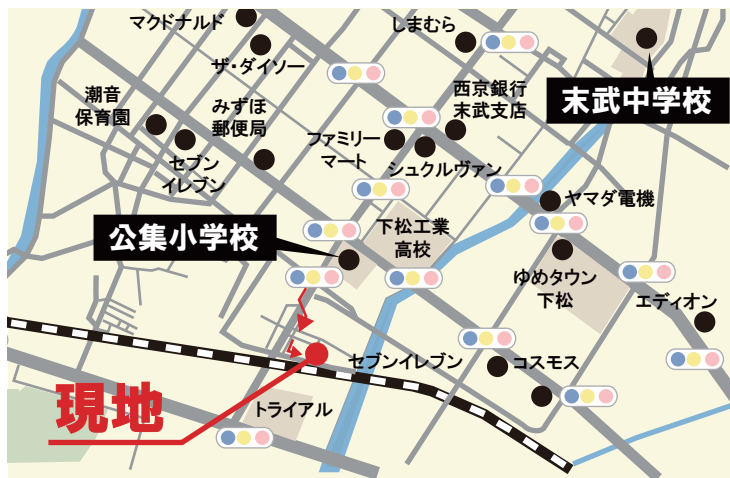 マクドナルド
しまむら
ザ・ダイソー
末武中学校
潮音
保育園
みずほ
郵便局
西京銀行
末武支店
ファミリー
マート
シュクルヴァン
セブン
イレブン
ヤマダ電機
公集小学校
下松工業
高校
ゆめタウン
下松
エディオン
セブンイレブン
コスモス
現地
トライアル